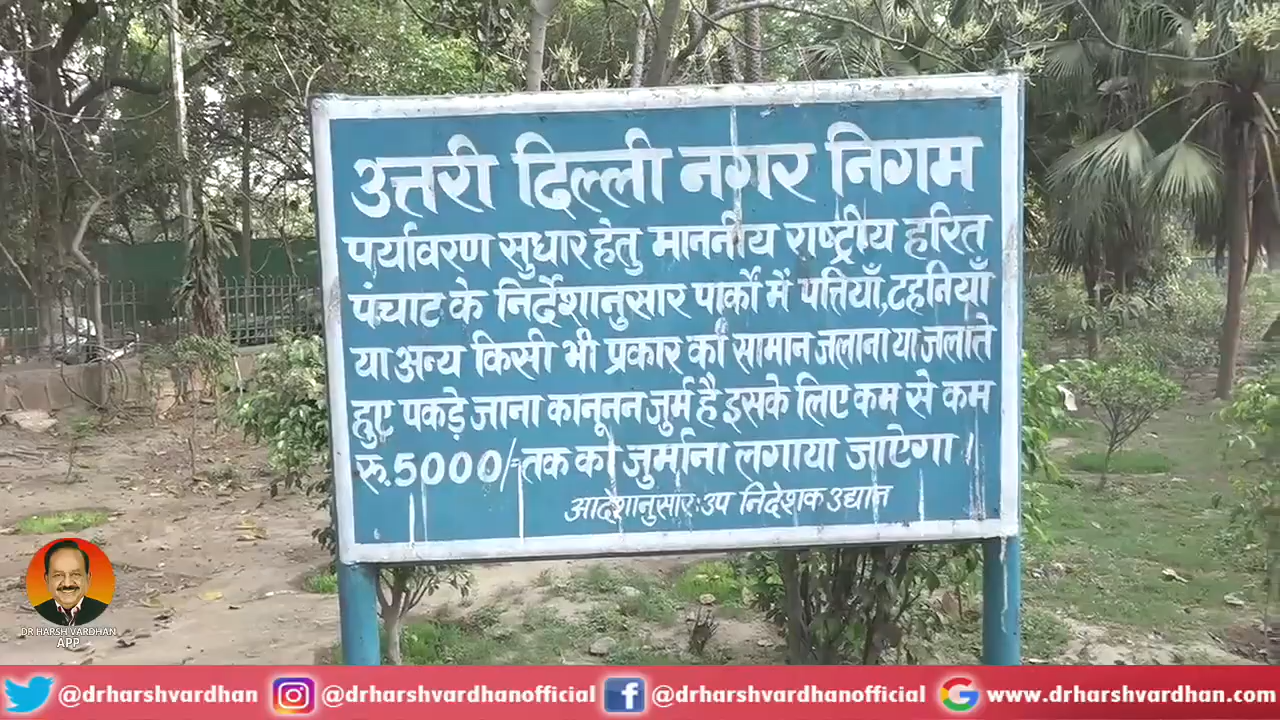 उत्तरी दिल्ली नगर निगम
पर्यावरण सुधार हेतु माननीय राष्ट्रीय हरित
पंचाट के निर्देशानुसार पार्कों में पत्तियाँ,टहनियाँ
या अन्य किसी भी प्रकार का सामान जलाना या जलाते
हुए पकड़े जाना कानूनन जुर्म है इसके लिए कम से कम
रु.5000/-तक का जुर्माना लगाया जाऐगा।
आदेशानुसार:उप निदेशक उद्यान
DR HARSH VARDHAN
APP
@drharshvardhan @drharshvardhanofficial @drharshvardhanofficial www.drharshvardhan.com